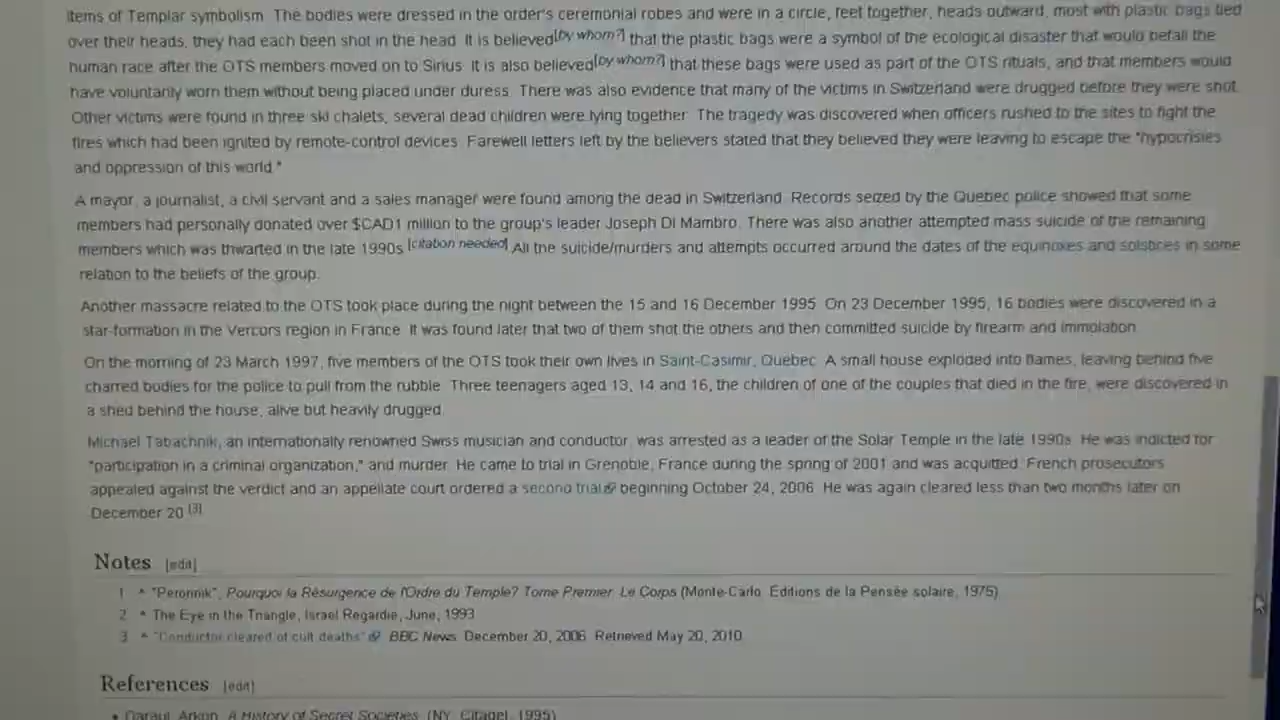 items of Templar symbolism. The bodies were dressed in the order's ceremonial robes and were in a circle, feet together, heads outward, most with plastic bags tied
over their heads, they had each been shot in the head. It is believed[by whom?] that the plastic bags were a symbol of the ecological disaster that would befall the
human race after the OTS members moved on to Sirius. It is also believed[by whom?] that these bags were used as part of the OTS rituals, and that members would
have voluntarily worn them without being placed under duress. There was also evidence that many of the victims in Switzerland were drugged before they were shot.
Other victims were found in three ski chalets, several dead children were lying together. The tragedy was discovered when officers rushed to the sites to fight the
fires which had been ignited by remote-control devices. Farewell letters left by the believers stated that they believed they were leaving to escape the "hypocrisies
and oppression of this world."
A mayor, a journalist, a civil servant and a sales manager were found among the dead in Switzerland. Records seized by the Quebec police showed that some
members had personally donated over $CAD1 million to the group's leader Joseph Di Mambro. There was also another attempted mass suicide of the remaining
members which was thwarted in the late 1990s.[citation needed] All the suicide/murders and attempts occurred around the dates of the equinoxes and solstices in some
relation to the beliefs of the group.
Another massacre related to the OTS took place during the night between the 15 and 16 December 1995. On 23 December 1995, 16 bodies were discovered in a
star-formation in the Vercors region in France. It was found later that two of them shot the others and then committed suicide by firearm and immolation.
On the morning of 23 March 1997, five members of the OTS took their own lives in Saint-Casimir, Quebec. A small house exploded into flames, leaving behind five
charred bodies for the police to pull from the rubble. Three teenagers aged 13, 14 and 16, the children of one of the couples that died in the fire, were discovered in
a shed behind the house, alive but heavily drugged.
Michael Tabachnik, an internationally renowned Swiss musician and conductor, was arrested as a leader of the Solar Temple in the late 1990s. He was indicted for
"participation in a criminal organization," and murder. He came to trial in Grenoble, France during the spring of 2001 and was acquitted. French prosecutors
appealed against the verdict and an appellate court ordered a second trial beginning October 24, 2006. He was again cleared less than two months later on
December 20.[3]
Notes [edit]
1. ^ "Peronnik", Pourquoi la Résurgence de l'Ordre du Temple? Tome Premier: Le Corps (Monte-Carlo: Éditions de la Pensée solaire, 1975)
2. ^ The Eye in the Triangle, Israel Regardie, June, 1993
3. ^ "Conductor cleared of cult deaths" BBC News. December 20, 2006. Retrieved May 20, 2010.
References [edit]
• Daraul, Arkon, A History of Secret Societies, (NY: Citadel, 1995)